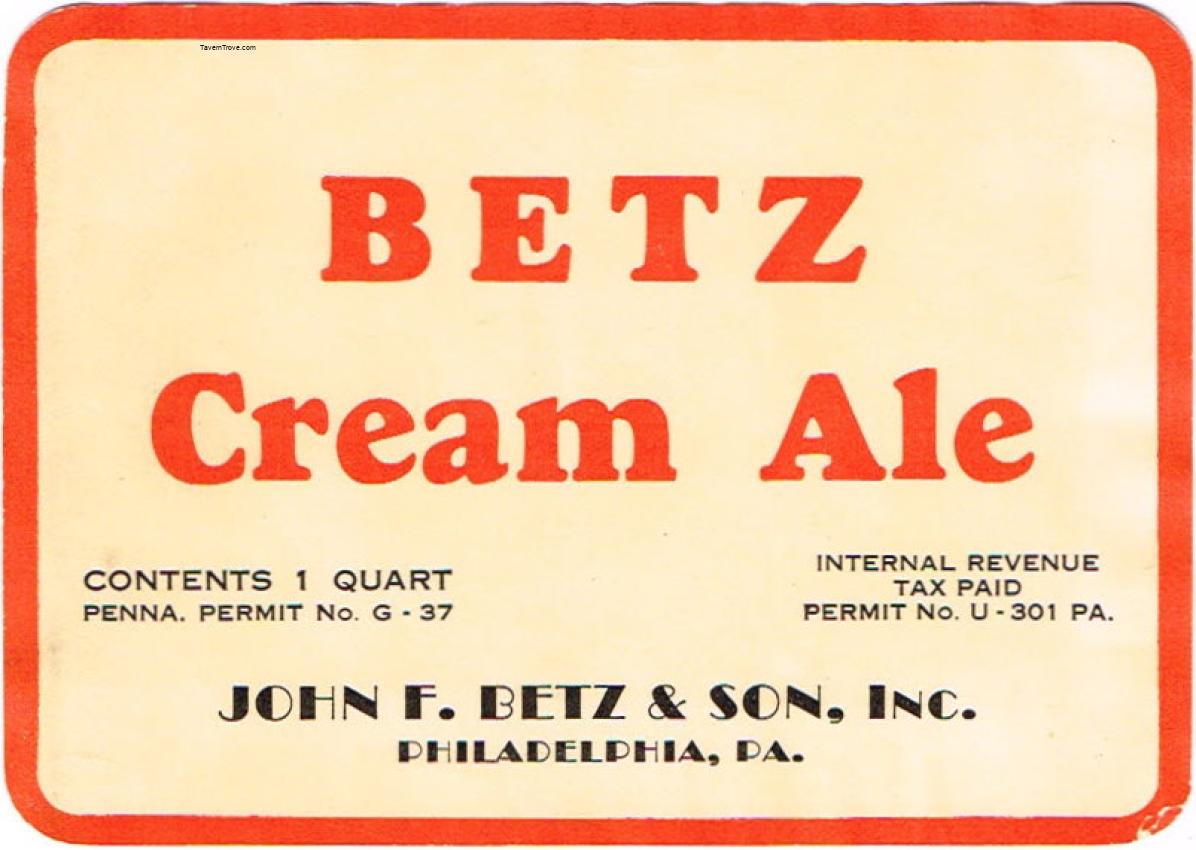 TavernTrove.com
BETZ
Cream Ale
CONTENTS 1 QUART
PENNA. PERMIT No. G - 37
INTERNAL REVENUE
TAX PAID
PERMIT No. U - 301 PA.
JOHN F. BETZ & SON, INC.
PHILADELPHIA, PA.